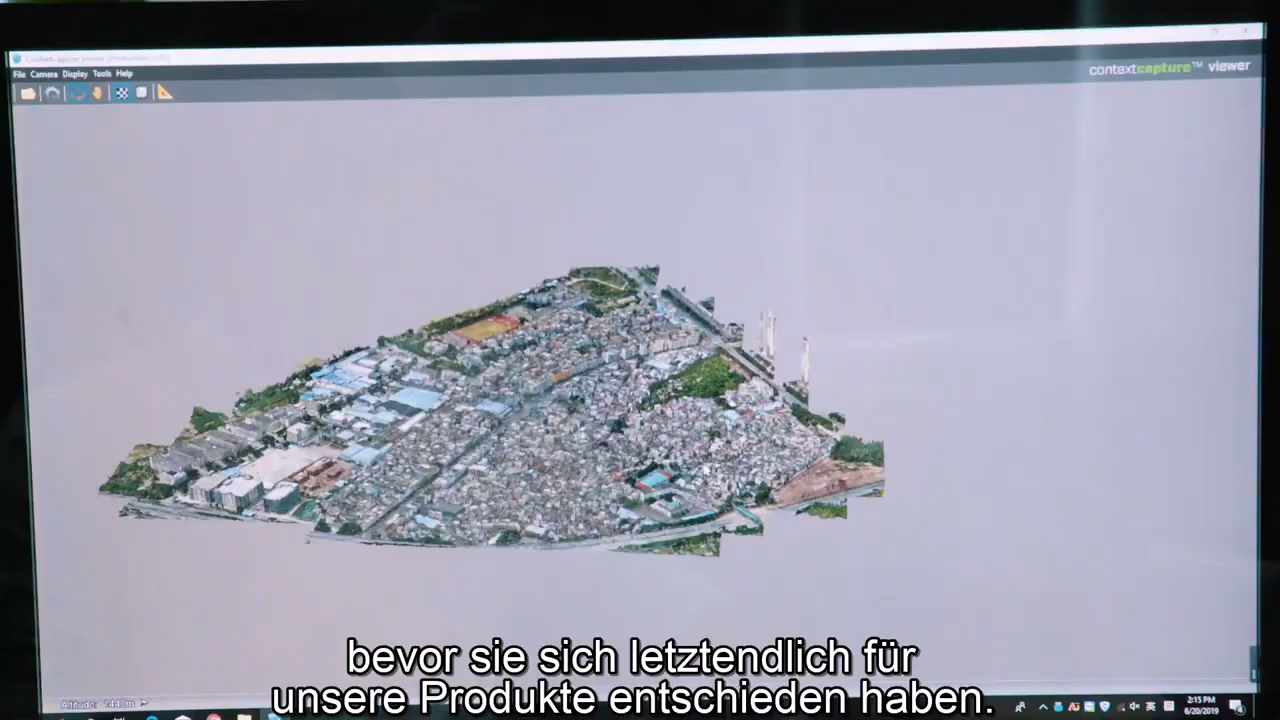 File Camera Display Tools Help
contextcapture™ viewer
bevor sie sich letztendlich für
unsere Produkte entschieden haben.
英
2:15 PM
6/20/2019